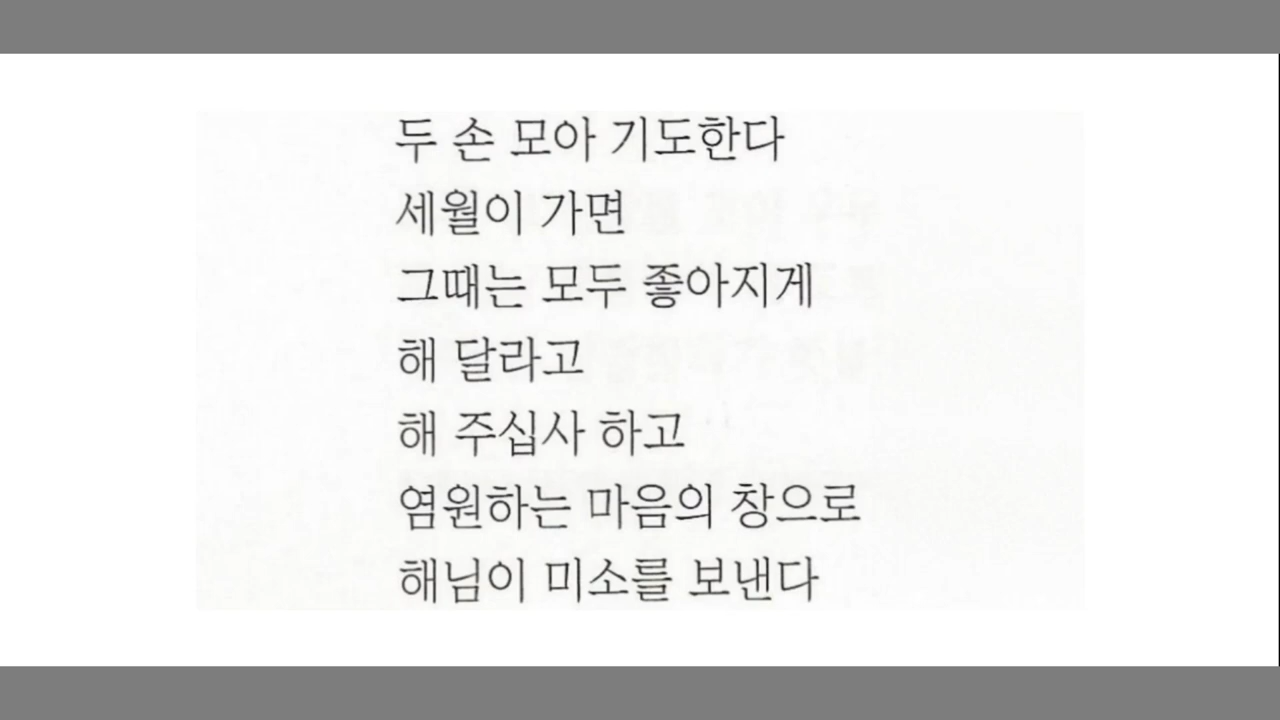 두 손 모아 기도한다
세월이 가면
그때는 모두 좋아지게
해 달라고
해 주십사 하고
염원하는 마음의 창으로
해님이 미소를 보낸다